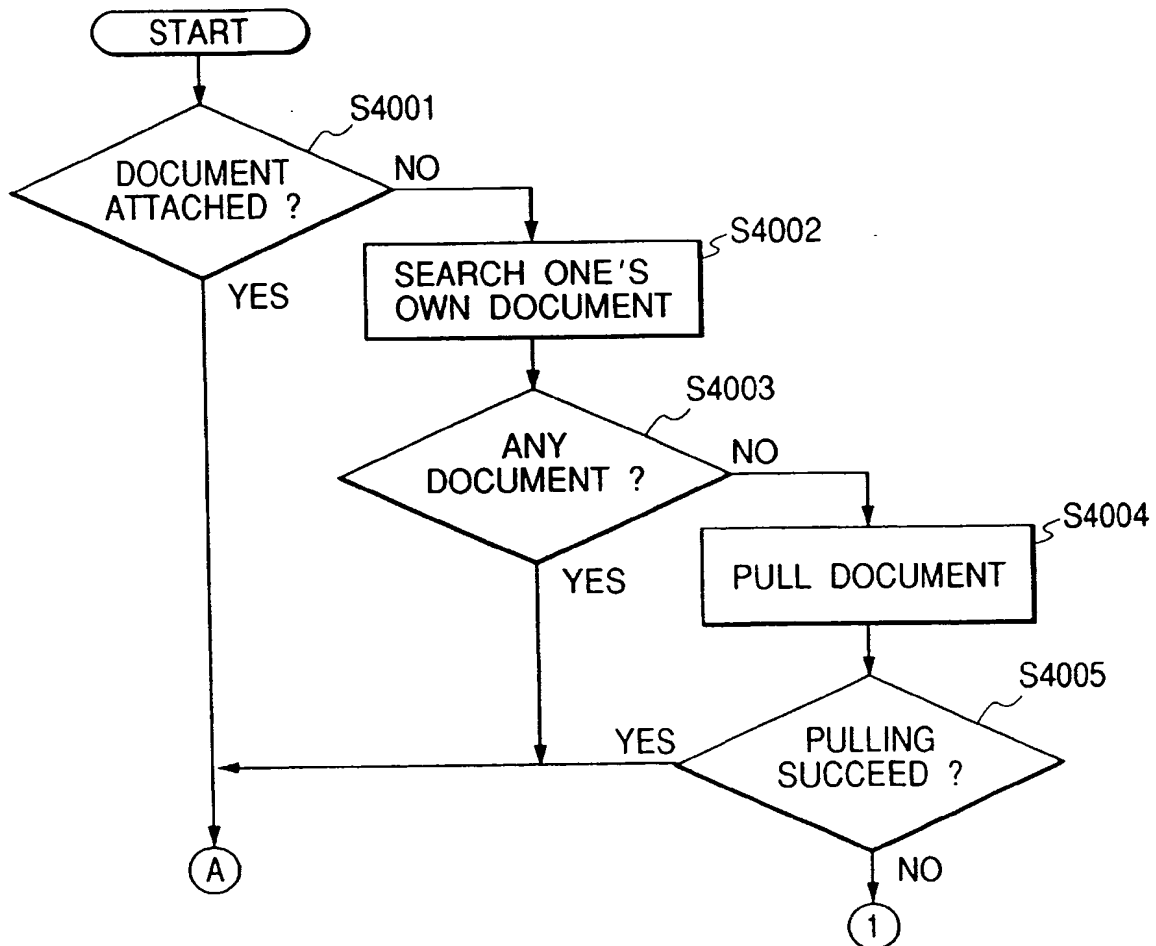 START
S4001
DOCUMENT
ATTACHED ?
NO
YES
S4002
SEARCH ONE'S
OWN DOCUMENT
S4003
ANY
DOCUMENT ?
NO
YES
S4004
PULL DOCUMENT
S4005
PULLING
SUCCEED ?
YES
NO
A
1